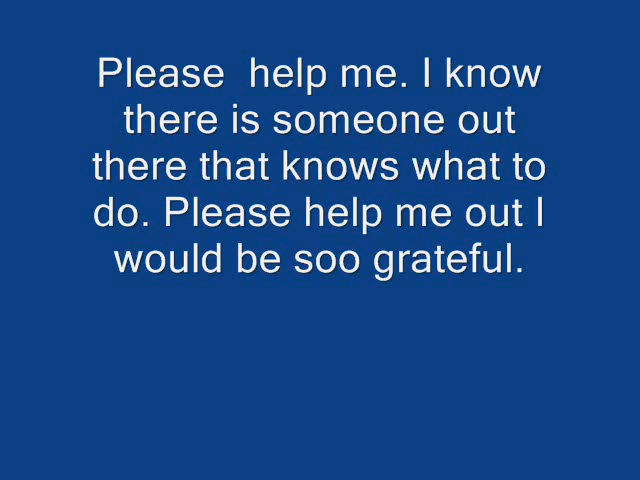 Please  help me. I know
there is someone out
there that knows what to
do. Please help me out I
would be soo grateful.